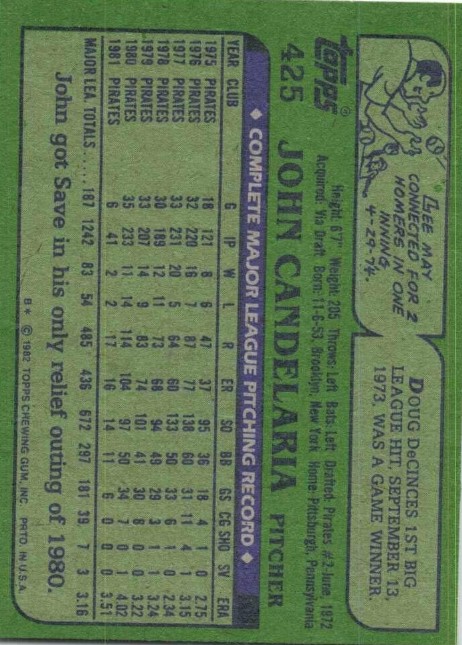 LEE MAY
CONNECTED FOR 2
HOMERS IN ONE
INNING
4-29-74.
DOUG DeCINCES 1ST BIG
LEAGUE HIT, SEPTEMBER 13,
1973, WAS A GAME WINNER.
topps®
425 JOHN CANDELARIA PITCHER
Height: 6'7" Weight: 205 Throws: Left Bats: Left Drafted: Pirates #2-June, 1972
Acquired: Via Draft Born: 11-6-53, Brooklyn, New York Home: Pittsburgh, Pennsylvania
◆ COMPLETE MAJOR LEAGUE PITCHING RECORD ◆
YEAR CLUB G IP W L R ER SO BB GS CG SHO SV ERA
1975 PIRATES 18 121 8 6 47 37 95 36 18 4 1 0 2.75
1976 PIRATES 32 220 16 7 87 77 138 60 31 11 4 1 3.15
1977 PIRATES 33 231 20 5 64 60 133 50 33 6 1 0 2.34
1978 PIRATES 30 189 12 11 73 68 94 49 29 3 1 1 3.24
1979 PIRATES 33 207 14 9 83 74 101 41 30 8 0 0 3.22
1980 PIRATES 35 233 11 14 114 104 97 50 34 7 0 1 4.02
1981 PIRATES 6 41 2 2 17 16 14 11 6 0 0 0 3.51
MAJOR LEA. TOTALS..... 187 1242 83 54 485 436 672 297 181 39 7 3 3.16
John got Save in his only relief outing of 1980.
B* © 1982 TOPPS CHEWING GUM, INC. PRTD IN U.S.A.